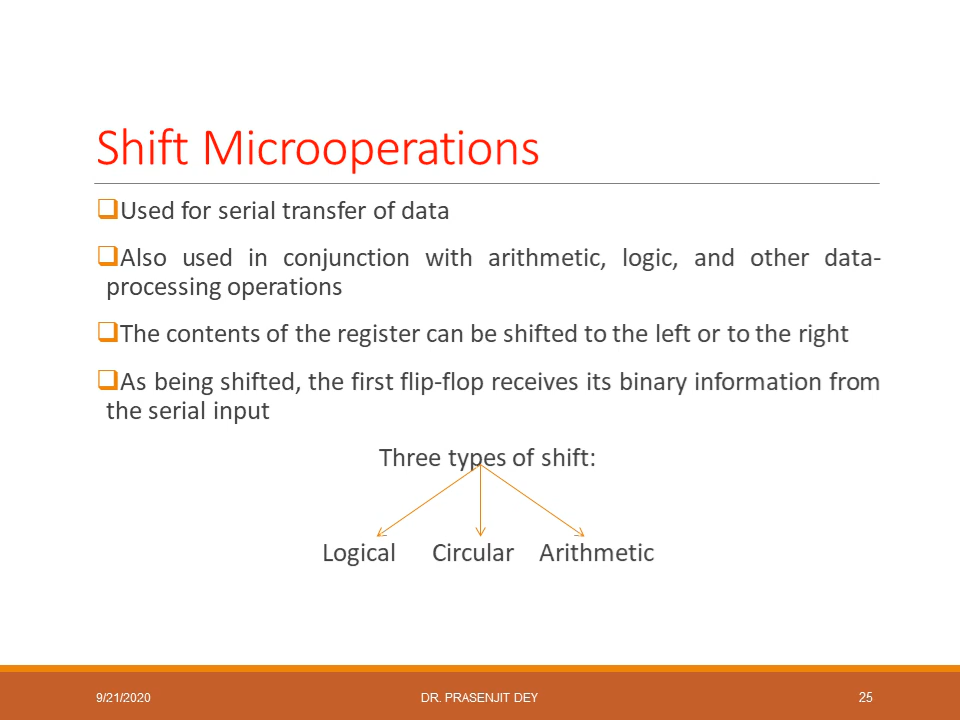 Shift Microoperations
❑Used for serial transfer of data
❑Also used in conjunction with arithmetic, logic, and other data-
processing operations
❑The contents of the register can be shifted to the left or to the right
❑As being shifted, the first flip-flop receives its binary information from
the serial input
Three types of shift:
Logical Circular Arithmetic
9/21/2020 DR. PRASENJIT DEY 25